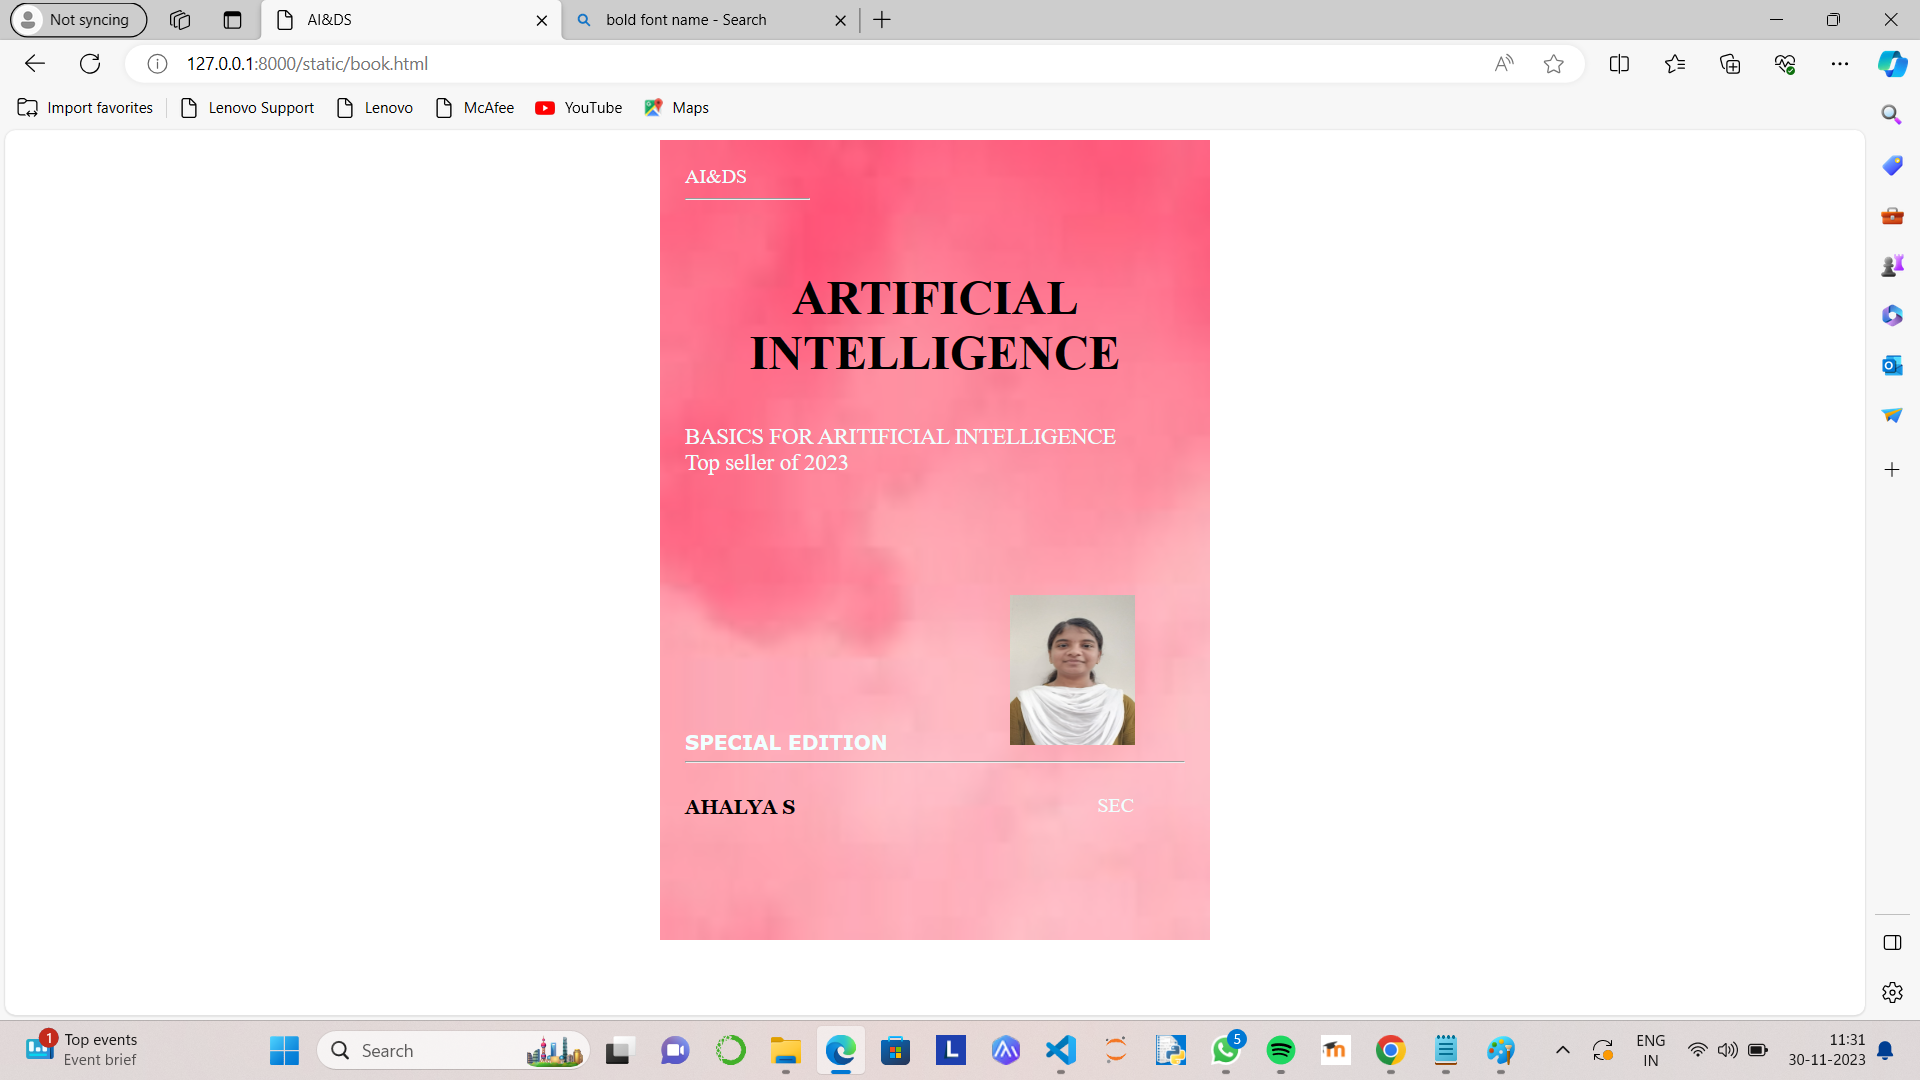 Not syncing
AI&DS
bold font name - Search
127.0.0.1:8000/static/book.html
Import favorites
Lenovo Support
Lenovo
McAfee
YouTube
Maps
AI&DS
ARTIFICIAL
INTELLIGENCE
BASICS FOR ARITIFICIAL INTELLIGENCE
Top seller of 2023
SPECIAL EDITION
AHALYA S
SEC
1
Top events
Event brief
Search
L
5
ENG
IN
11:31
30-11-2023